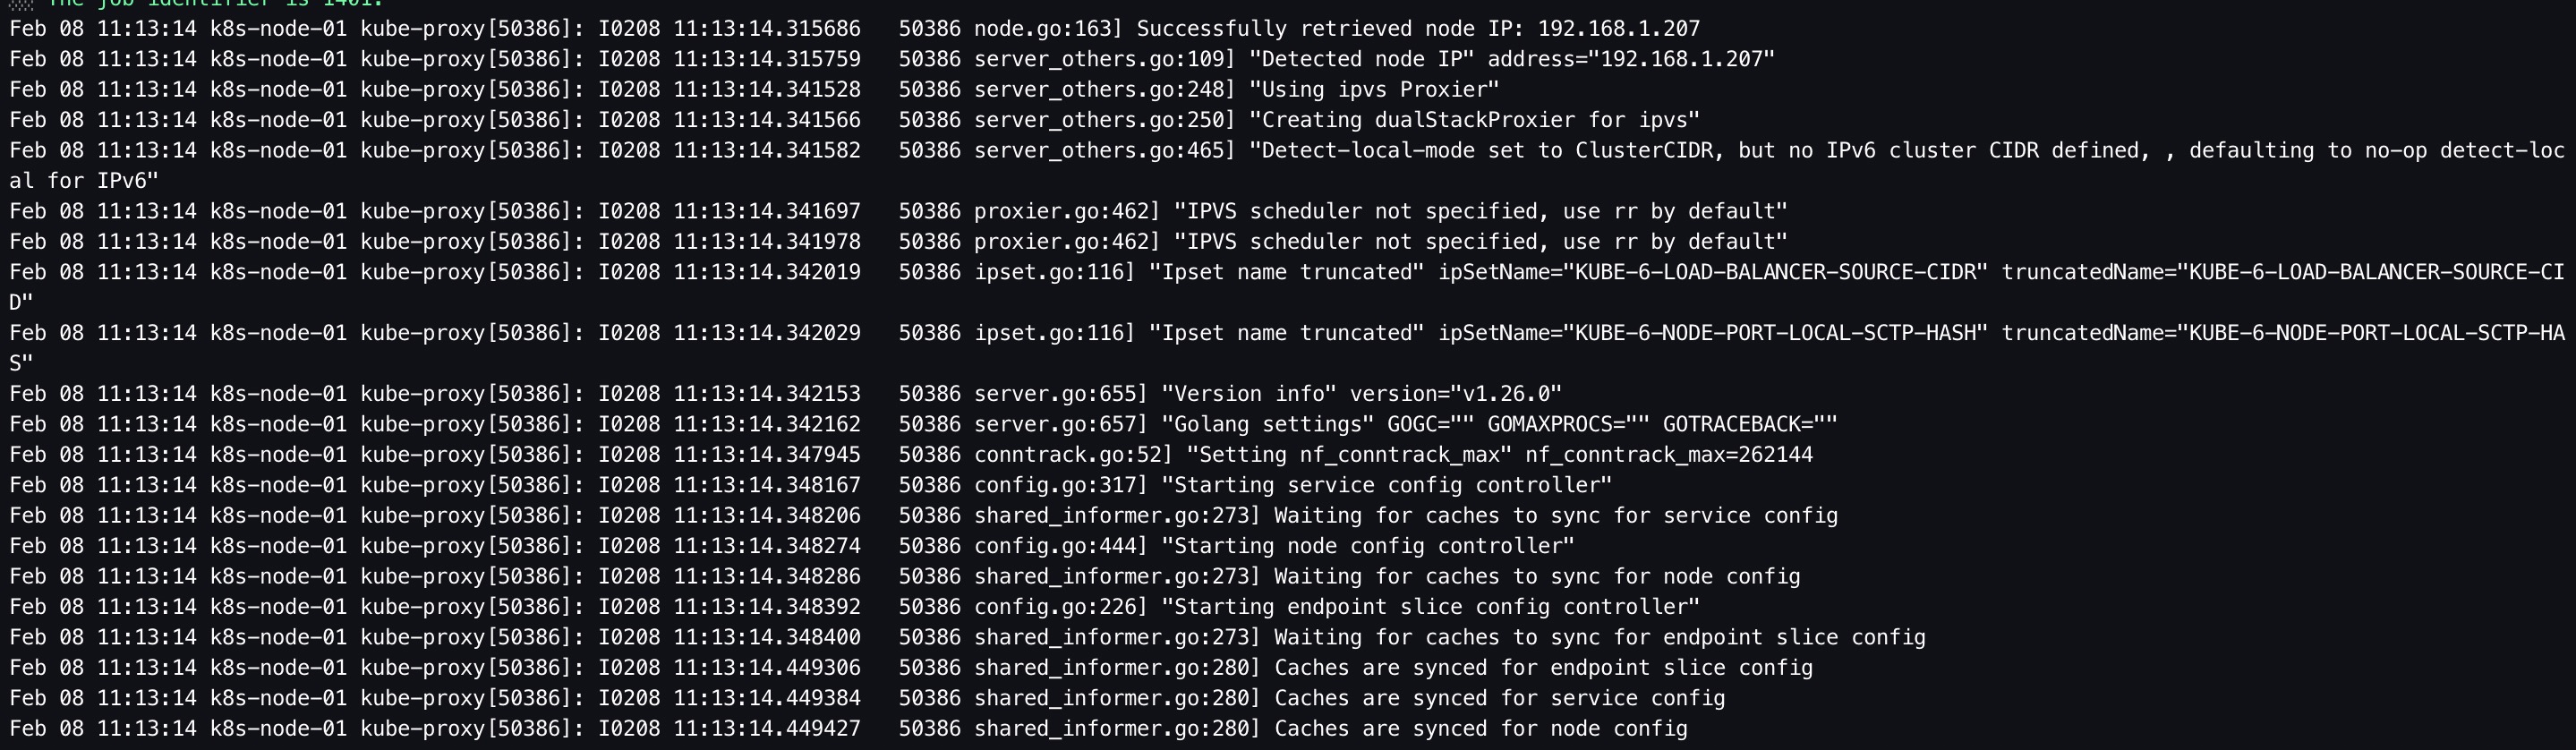 The job identifier is 1401.
Feb 08 11:13:14 k8s-node-01 kube-proxy[50386]: I0208 11:13:14.315686   50386 node.go:163] Successfully retrieved node IP: 192.168.1.207
Feb 08 11:13:14 k8s-node-01 kube-proxy[50386]: I0208 11:13:14.315759   50386 server_others.go:109] "Detected node IP" address="192.168.1.207"
Feb 08 11:13:14 k8s-node-01 kube-proxy[50386]: I0208 11:13:14.341528   50386 server_others.go:248] "Using ipvs Proxier"
Feb 08 11:13:14 k8s-node-01 kube-proxy[50386]: I0208 11:13:14.341566   50386 server_others.go:250] "Creating dualStackProxier for ipvs"
Feb 08 11:13:14 k8s-node-01 kube-proxy[50386]: I0208 11:13:14.341582   50386 server_others.go:465] "Detect-local-mode set to ClusterCIDR, but no IPv6 cluster CIDR defined, , defaulting to no-op detect-loc
al for IPv6"
Feb 08 11:13:14 k8s-node-01 kube-proxy[50386]: I0208 11:13:14.341697   50386 proxier.go:462] "IPVS scheduler not specified, use rr by default"
Feb 08 11:13:14 k8s-node-01 kube-proxy[50386]: I0208 11:13:14.341978   50386 proxier.go:462] "IPVS scheduler not specified, use rr by default"
Feb 08 11:13:14 k8s-node-01 kube-proxy[50386]: I0208 11:13:14.342019   50386 ipset.go:116] "Ipset name truncated" ipSetName="KUBE-6-LOAD-BALANCER-SOURCE-CIDR" truncatedName="KUBE-6-LOAD-BALANCER-SOURCE-CI
D"
Feb 08 11:13:14 k8s-node-01 kube-proxy[50386]: I0208 11:13:14.342029   50386 ipset.go:116] "Ipset name truncated" ipSetName="KUBE-6-NODE-PORT-LOCAL-SCTP-HASH" truncatedName="KUBE-6-NODE-PORT-LOCAL-SCTP-HA
S"
Feb 08 11:13:14 k8s-node-01 kube-proxy[50386]: I0208 11:13:14.342153   50386 server.go:655] "Version info" version="v1.26.0"
Feb 08 11:13:14 k8s-node-01 kube-proxy[50386]: I0208 11:13:14.342162   50386 server.go:657] "Golang settings" GOGC="" GOMAXPROCS="" GOTRACEBACK=""
Feb 08 11:13:14 k8s-node-01 kube-proxy[50386]: I0208 11:13:14.347945   50386 conntrack.go:52] "Setting nf_conntrack_max" nf_conntrack_max=262144
Feb 08 11:13:14 k8s-node-01 kube-proxy[50386]: I0208 11:13:14.348167   50386 config.go:317] "Starting service config controller"
Feb 08 11:13:14 k8s-node-01 kube-proxy[50386]: I0208 11:13:14.348206   50386 shared_informer.go:273] Waiting for caches to sync for service config
Feb 08 11:13:14 k8s-node-01 kube-proxy[50386]: I0208 11:13:14.348274   50386 config.go:444] "Starting node config controller"
Feb 08 11:13:14 k8s-node-01 kube-proxy[50386]: I0208 11:13:14.348286   50386 shared_informer.go:273] Waiting for caches to sync for node config
Feb 08 11:13:14 k8s-node-01 kube-proxy[50386]: I0208 11:13:14.348392   50386 config.go:226] "Starting endpoint slice config controller"
Feb 08 11:13:14 k8s-node-01 kube-proxy[50386]: I0208 11:13:14.348400   50386 shared_informer.go:273] Waiting for caches to sync for endpoint slice config
Feb 08 11:13:14 k8s-node-01 kube-proxy[50386]: I0208 11:13:14.449306   50386 shared_informer.go:280] Caches are synced for endpoint slice config
Feb 08 11:13:14 k8s-node-01 kube-proxy[50386]: I0208 11:13:14.449384   50386 shared_informer.go:280] Caches are synced for service config
Feb 08 11:13:14 k8s-node-01 kube-proxy[50386]: I0208 11:13:14.449427   50386 shared_informer.go:280] Caches are synced for node config